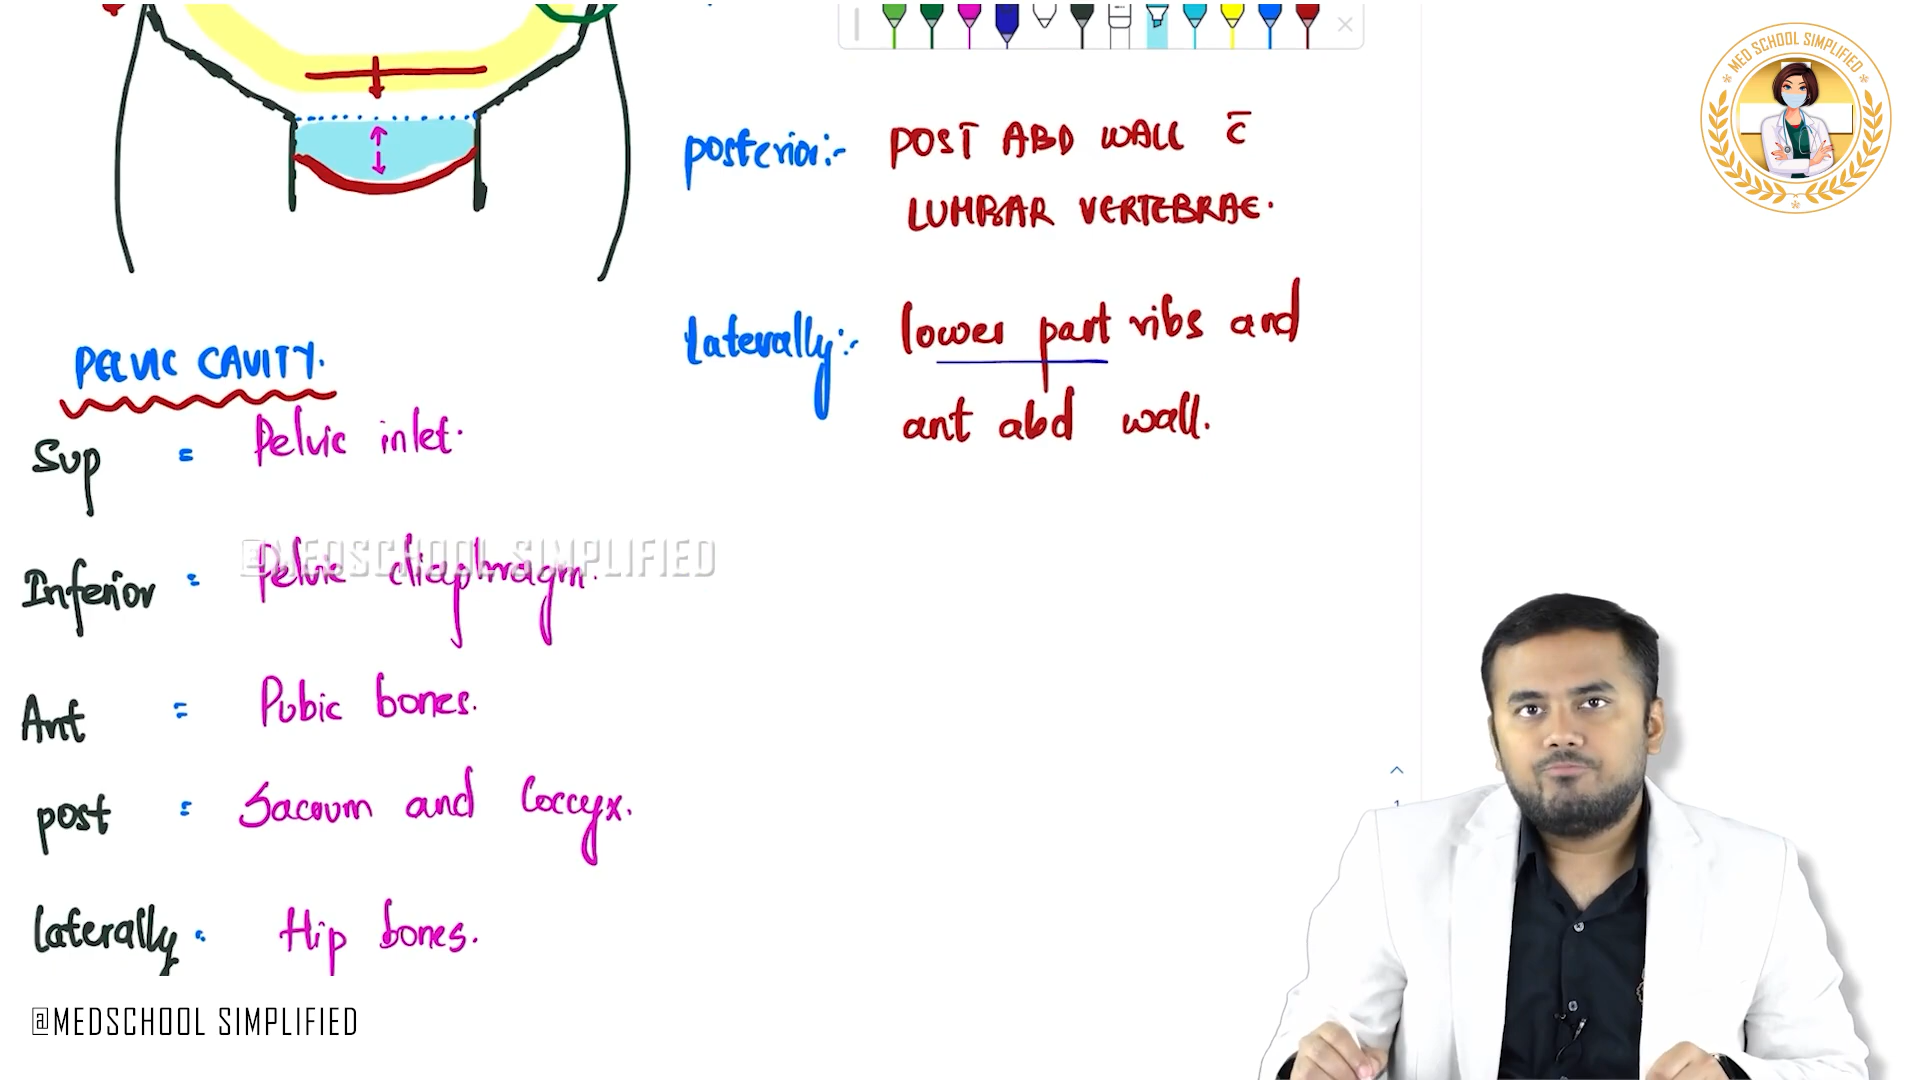 MED SCHOOL SIMPLIFIED
posterior:- POST ABD WALL c̄
LUMBAR VERTEBRAE.
laterally:- lower part ribs and
ant abd wall.
PELVIC CAVITY.
Sup = Pelvic inlet.
@MEDSCHOOL SIMPLIFIED
Inferior = Pelvic diaphragm.
Ant = Pubic bones.
post = Sacrum and Coccyx.
laterally = Hip bones.
1
@MEDSCHOOL SIMPLIFIED